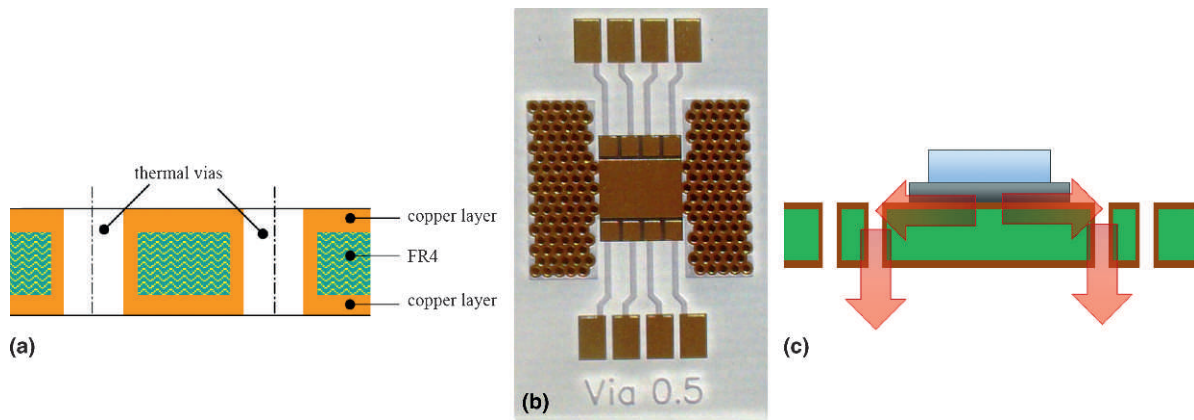 thermal vias
copper layer
FR4
copper layer
(a)
Via 0.5
(b)
(c)